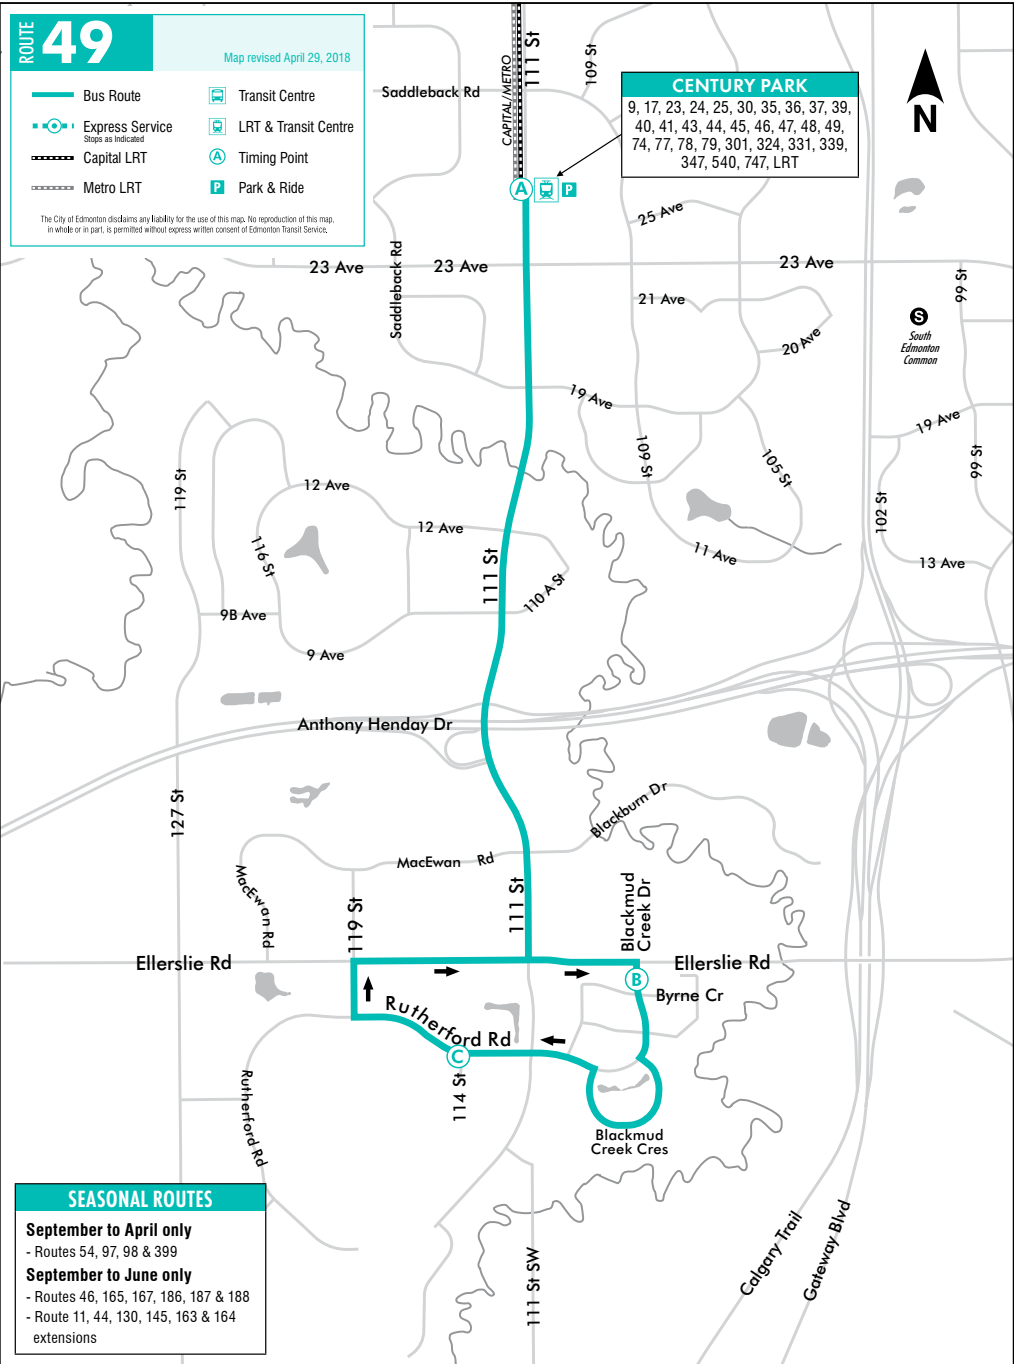 ROUTE 49
Map revised April 29, 2018
Bus Route
Express Service
Stops as Indicated
Capital LRT
Metro LRT
Transit Centre
LRT & Transit Centre
A Timing Point
P Park & Ride
The City of Edmonton disclaims any liability for the use of this map. No reproduction of this map,
in whole or in part, is permitted without express written consent of Edmonton Transit Service.
CAPITAL/METRO
111 St
109 St
Saddleback Rd
CENTURY PARK
9, 17, 23, 24, 25, 30, 35, 36, 37, 39,
40, 41, 43, 44, 45, 46, 47, 48, 49,
74, 77, 78, 79, 301, 324, 331, 339,
347, 540, 747, LRT
N
A
P
25 Ave
Saddleback Rd
23 Ave
23 Ave
23 Ave
99 St
21 Ave
20 Ave
S
South
Edmonton
Common
19 Ave
19 Ave
109 St
105 St
99 St
119 St
12 Ave
12 Ave
102 St
116 St
111 St
11 Ave
13 Ave
110 A St
9B Ave
9 Ave
Anthony Henday Dr
127 St
Blackburn Dr
MacEwan Rd
MacEwan Rd
119 St
111 St
Blackmud
Creek Dr
Ellerslie Rd
Ellerslie Rd
B
Byrne Cr
Rutherford Rd
C
114 St
Rutherford Rd
Blackmud
Creek Cres
111 St SW
Calgary Trail
Gateway Blvd
SEASONAL ROUTES
September to April only
- Routes 54, 97, 98 & 399
September to June only
- Routes 46, 165, 167, 186, 187 & 188
- Route 11, 44, 130, 145, 163 & 164
extensions